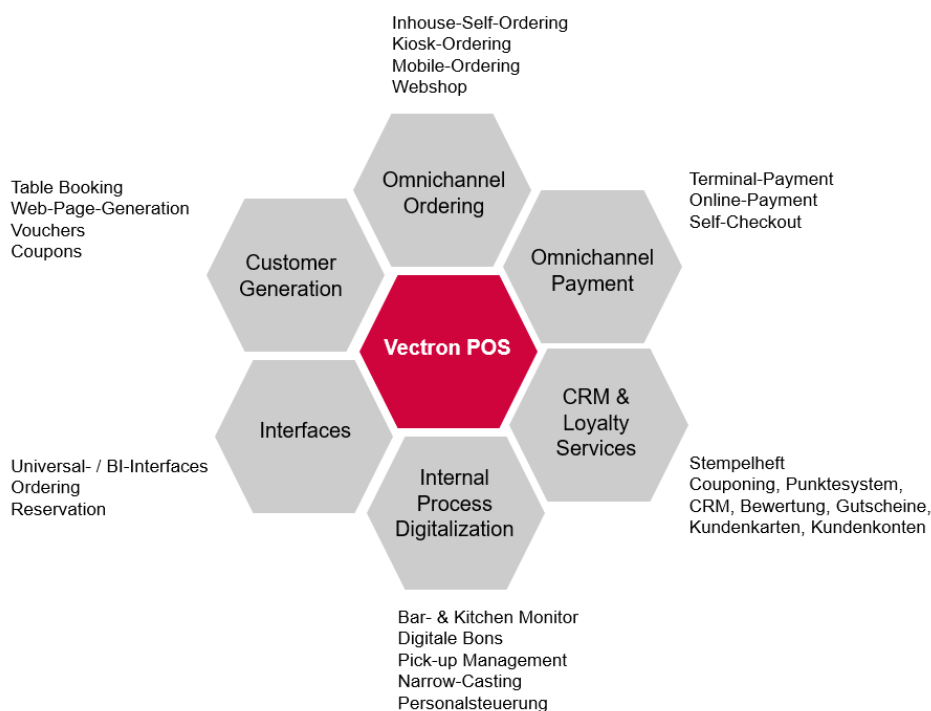 Inhouse-Self-Ordering
Kiosk-Ordering
Mobile-Ordering
Webshop
Omnichannel
Ordering
Table Booking
Web-Page-Generation
Vouchers
Coupons
Customer
Generation
Terminal-Payment
Online-Payment
Self-Checkout
Omnichannel
Payment
Vectron POS
Interfaces
Universal- / BI-Interfaces
Ordering
Reservation
CRM &
Loyalty
Services
Stempelheft
Couponing, Punktesystem,
CRM, Bewertung, Gutscheine,
Kundenkarten, Kundenkonten
Internal
Process
Digitalization
Bar- & Kitchen Monitor
Digitale Bons
Pick-up Management
Narrow-Casting
Personalsteuerung